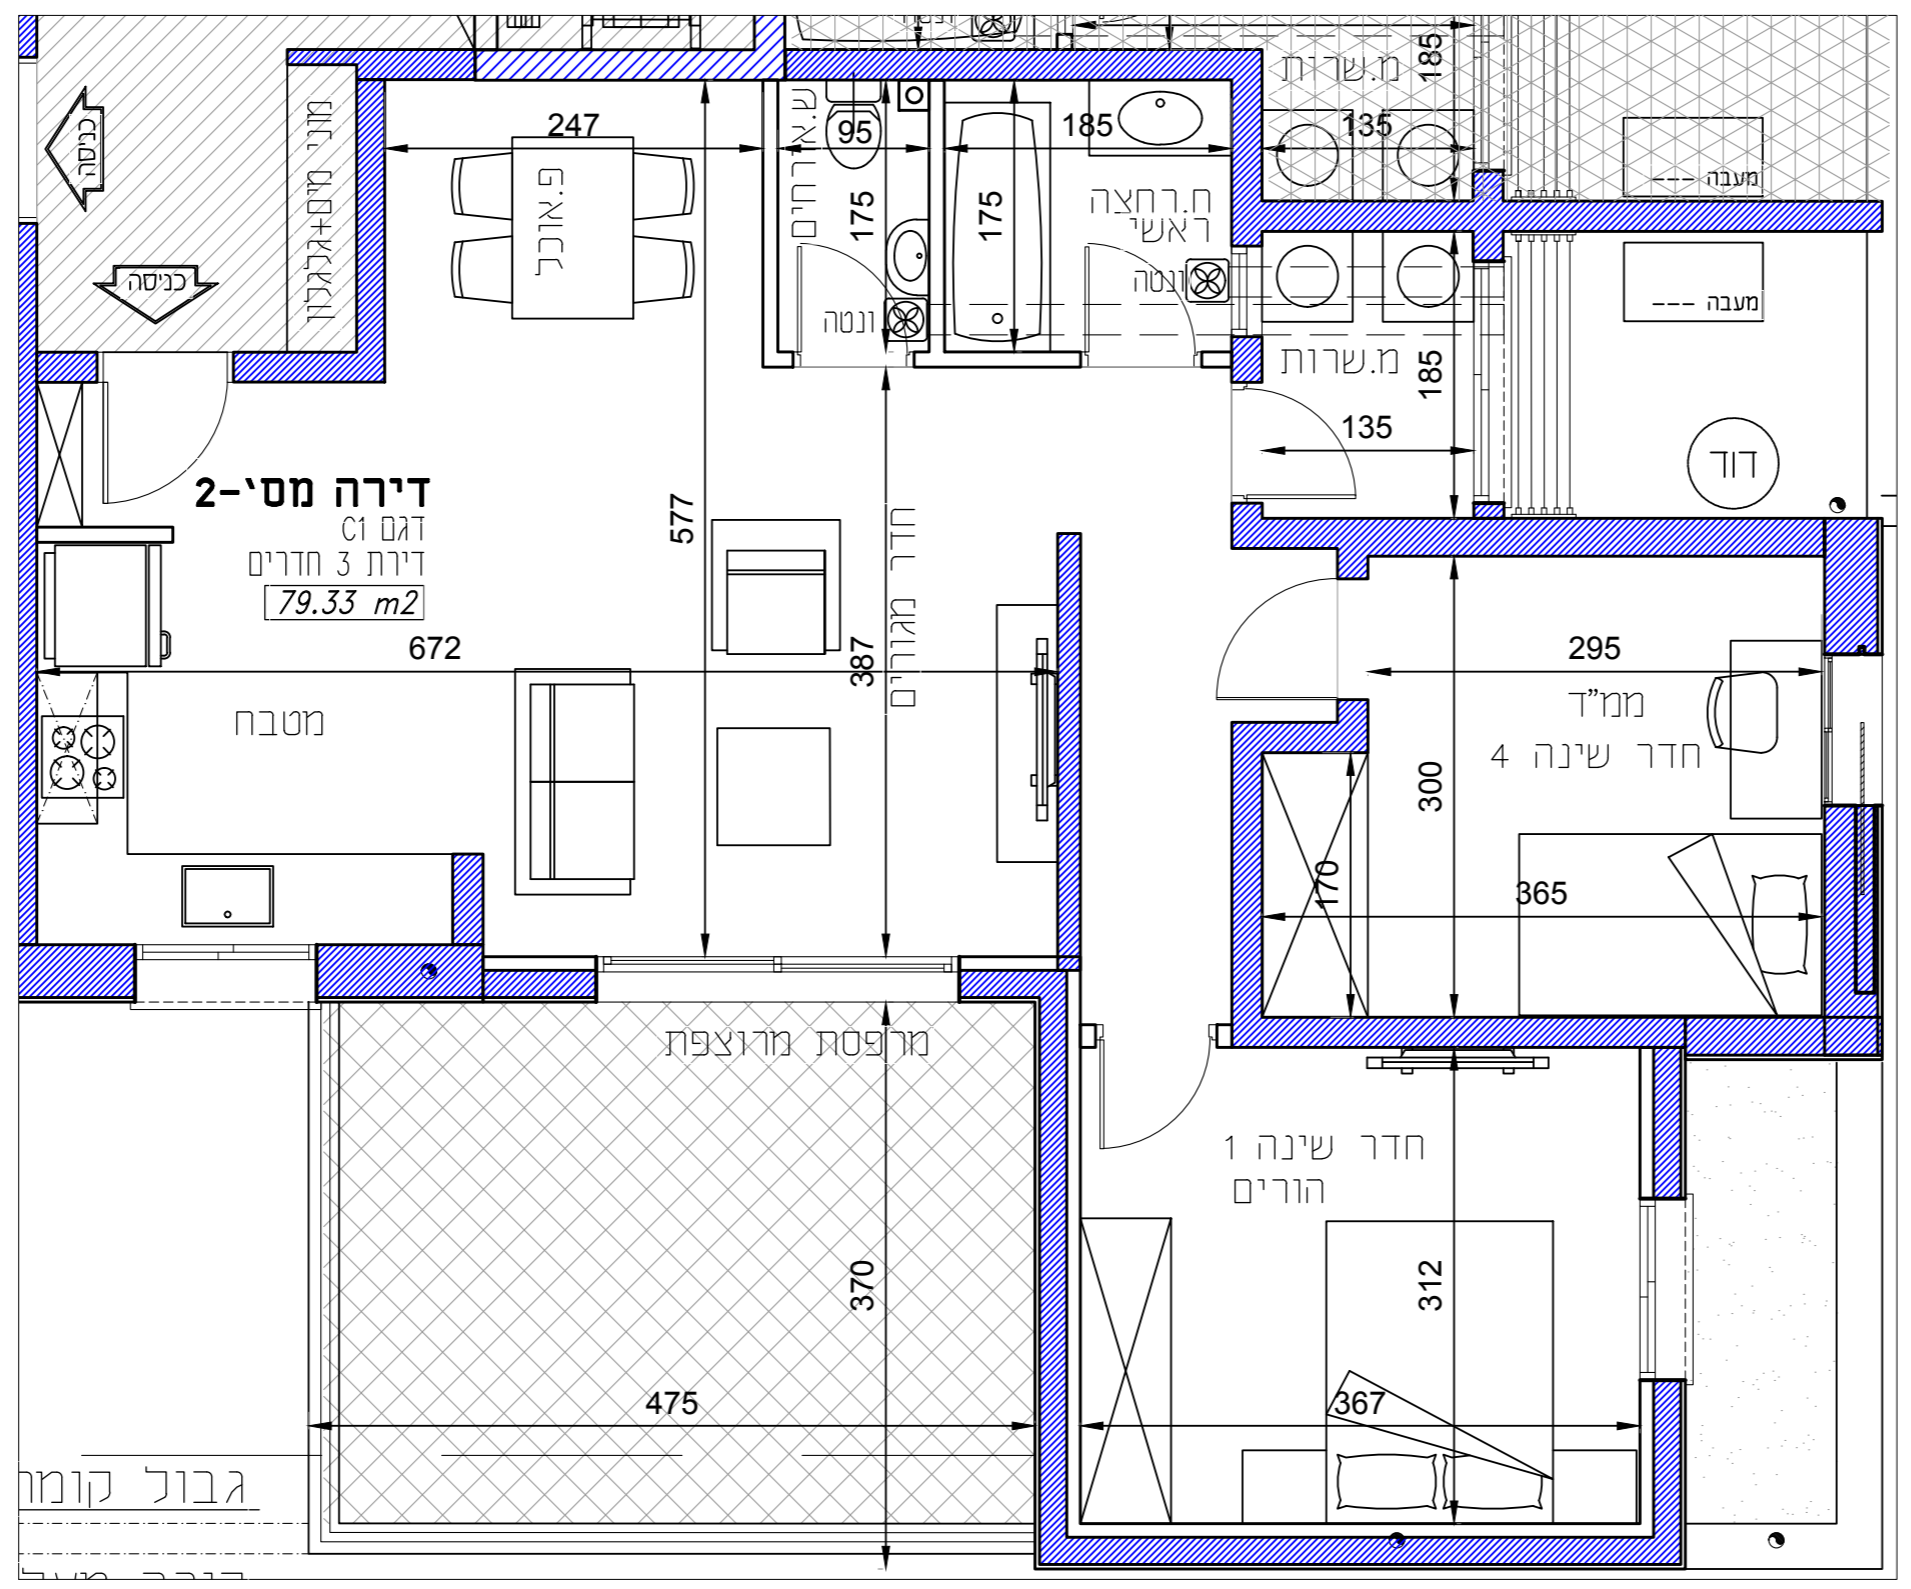 ונטה
מ.שרות
185
כניסה
מוני מים+גלגלון
247
ש.אורחים
95
185
135
מעבה
פ.אוכל
175
175
ח.רחצה
ראשי
כניסה
ונטה
ונטה
מעבה
מ.שרות
185
135
דוד
דירה מס'-2
דגם C1
דירת 3 חדרים
79.33 m2
577
חדר מגורים
387
672
מטבח
295
ממ"ד
חדר שינה 4
300
170
365
מרפסת מרוצפת
חדר שינה 1
הורים
370
312
475
367
גבול